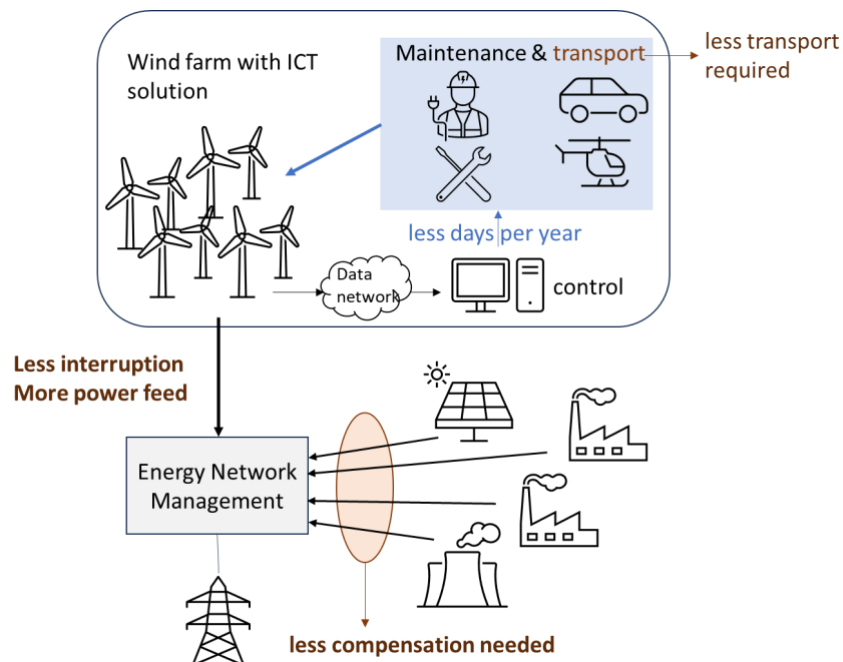 Wind farm with ICT
solution
Maintenance & transport
less transport
required
less days per year
Data
network
control
Less interruption
More power feed
Energy Network
Management
less compensation needed